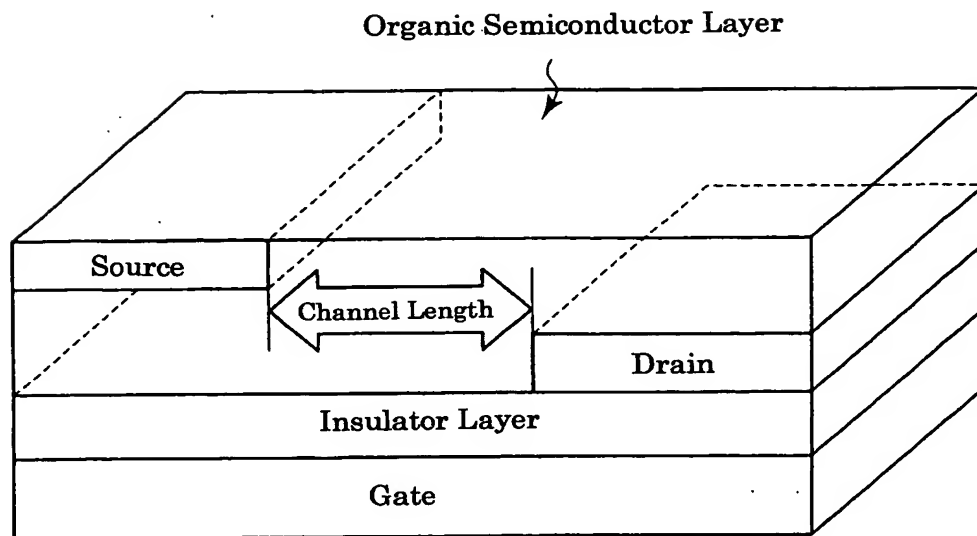 Organic Semiconductor Layer
Source
Channel Length
Drain
Insulator Layer
Gate